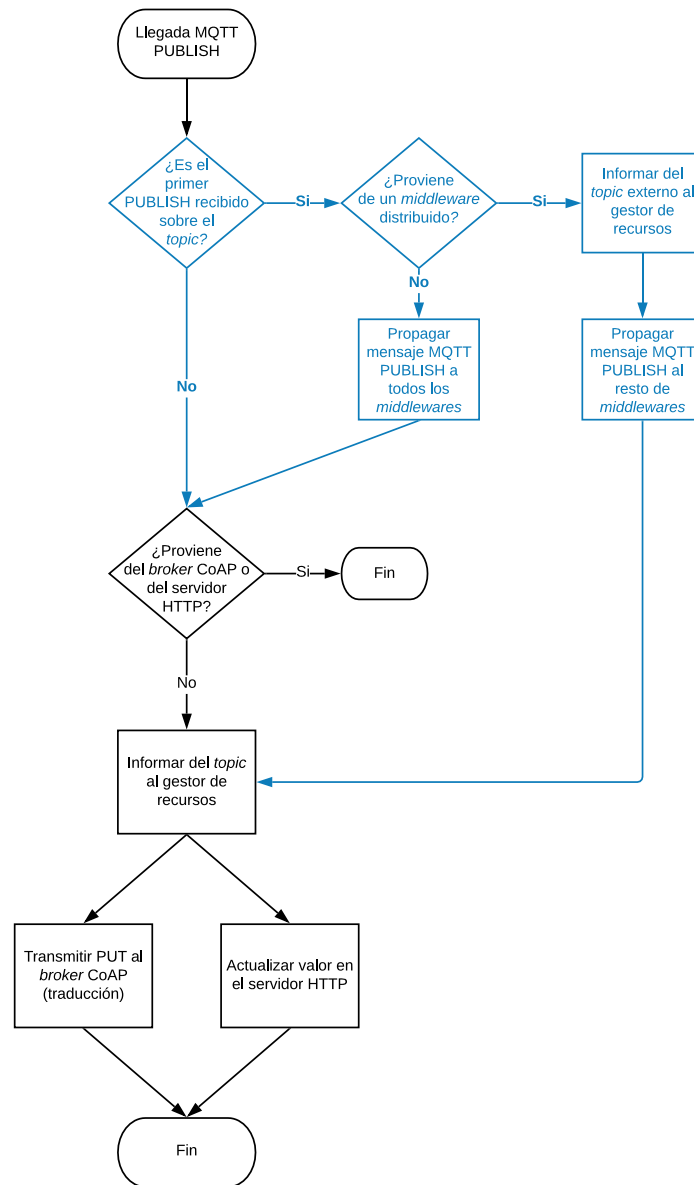 Llegada MQTT
PUBLISH
¿Es el
primer
PUBLISH recibido
sobre el
topic?
Si
¿Proviene
de un middleware
distribuido?
Si
Informar del
topic externo al
gestor de
recursos
No
Propagar
mensaje MQTT
PUBLISH a
todos los
middlewares
Propagar
mensaje MQTT
PUBLISH al
resto de
middlewares
No
¿Proviene
del broker CoAP o
del servidor
HTTP?
Si
Fin
No
Informar del topic
al gestor de
recursos
Transmitir PUT al
broker CoAP
(traducción)
Actualizar valor en
el servidor HTTP
Fin